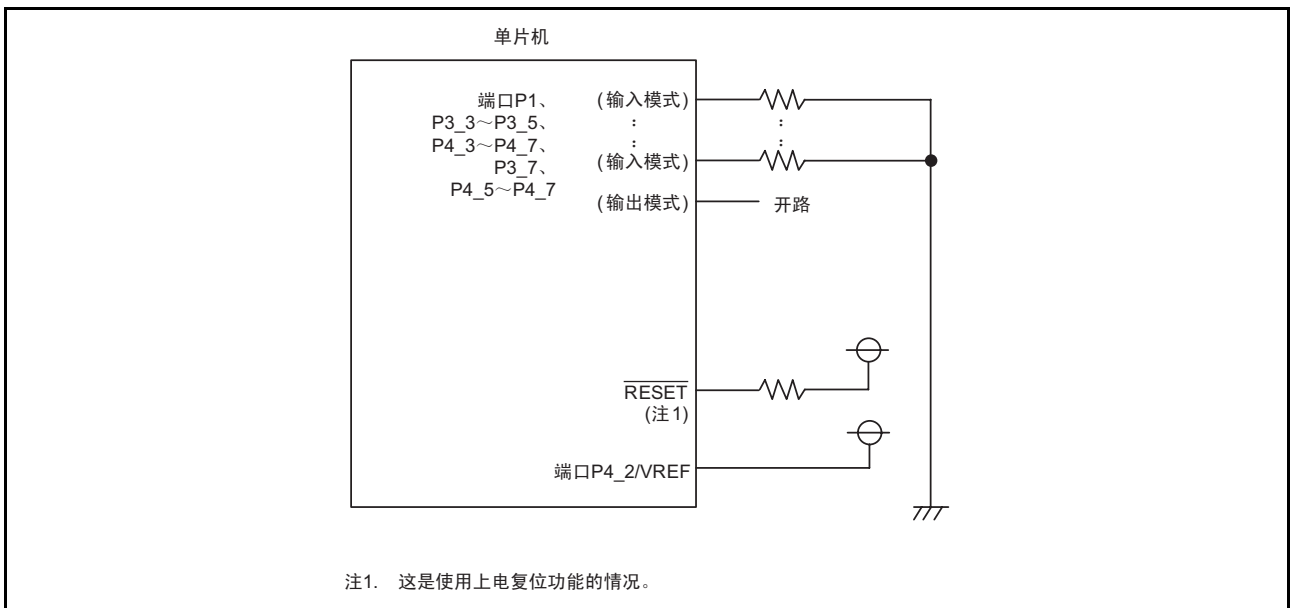 单片机
端口P1、
P3_3～P3_5、
P4_3～P4_7、
P3_7、
P4_5～P4_7
(输入模式)
:
:
(输入模式)
(输出模式)
:
:
开路
RESET
(注1)
端口P4_2/VREF
注1. 这是使用上电复位功能的情况。